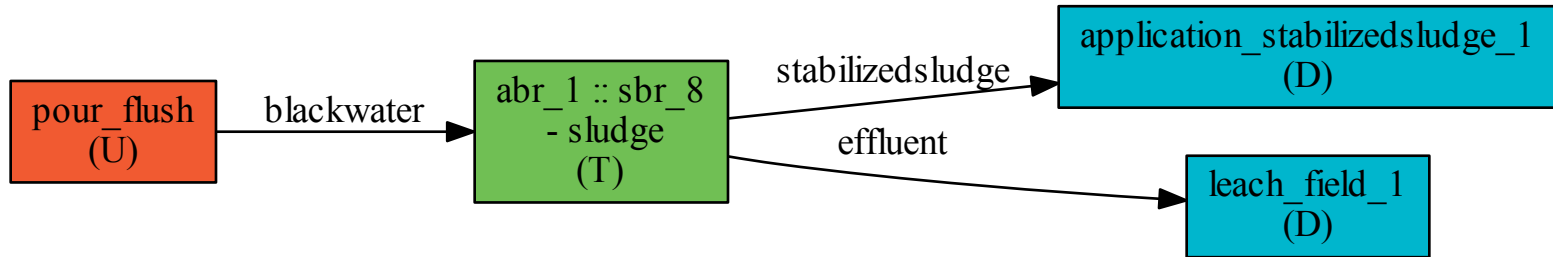 pour_flush
(U)
blackwater
abr_1 :: sbr_8
- sludge
(T)
stabilizedsludge
effluent
application_stabilizedsludge_1
(D)
leach_field_1
(D)